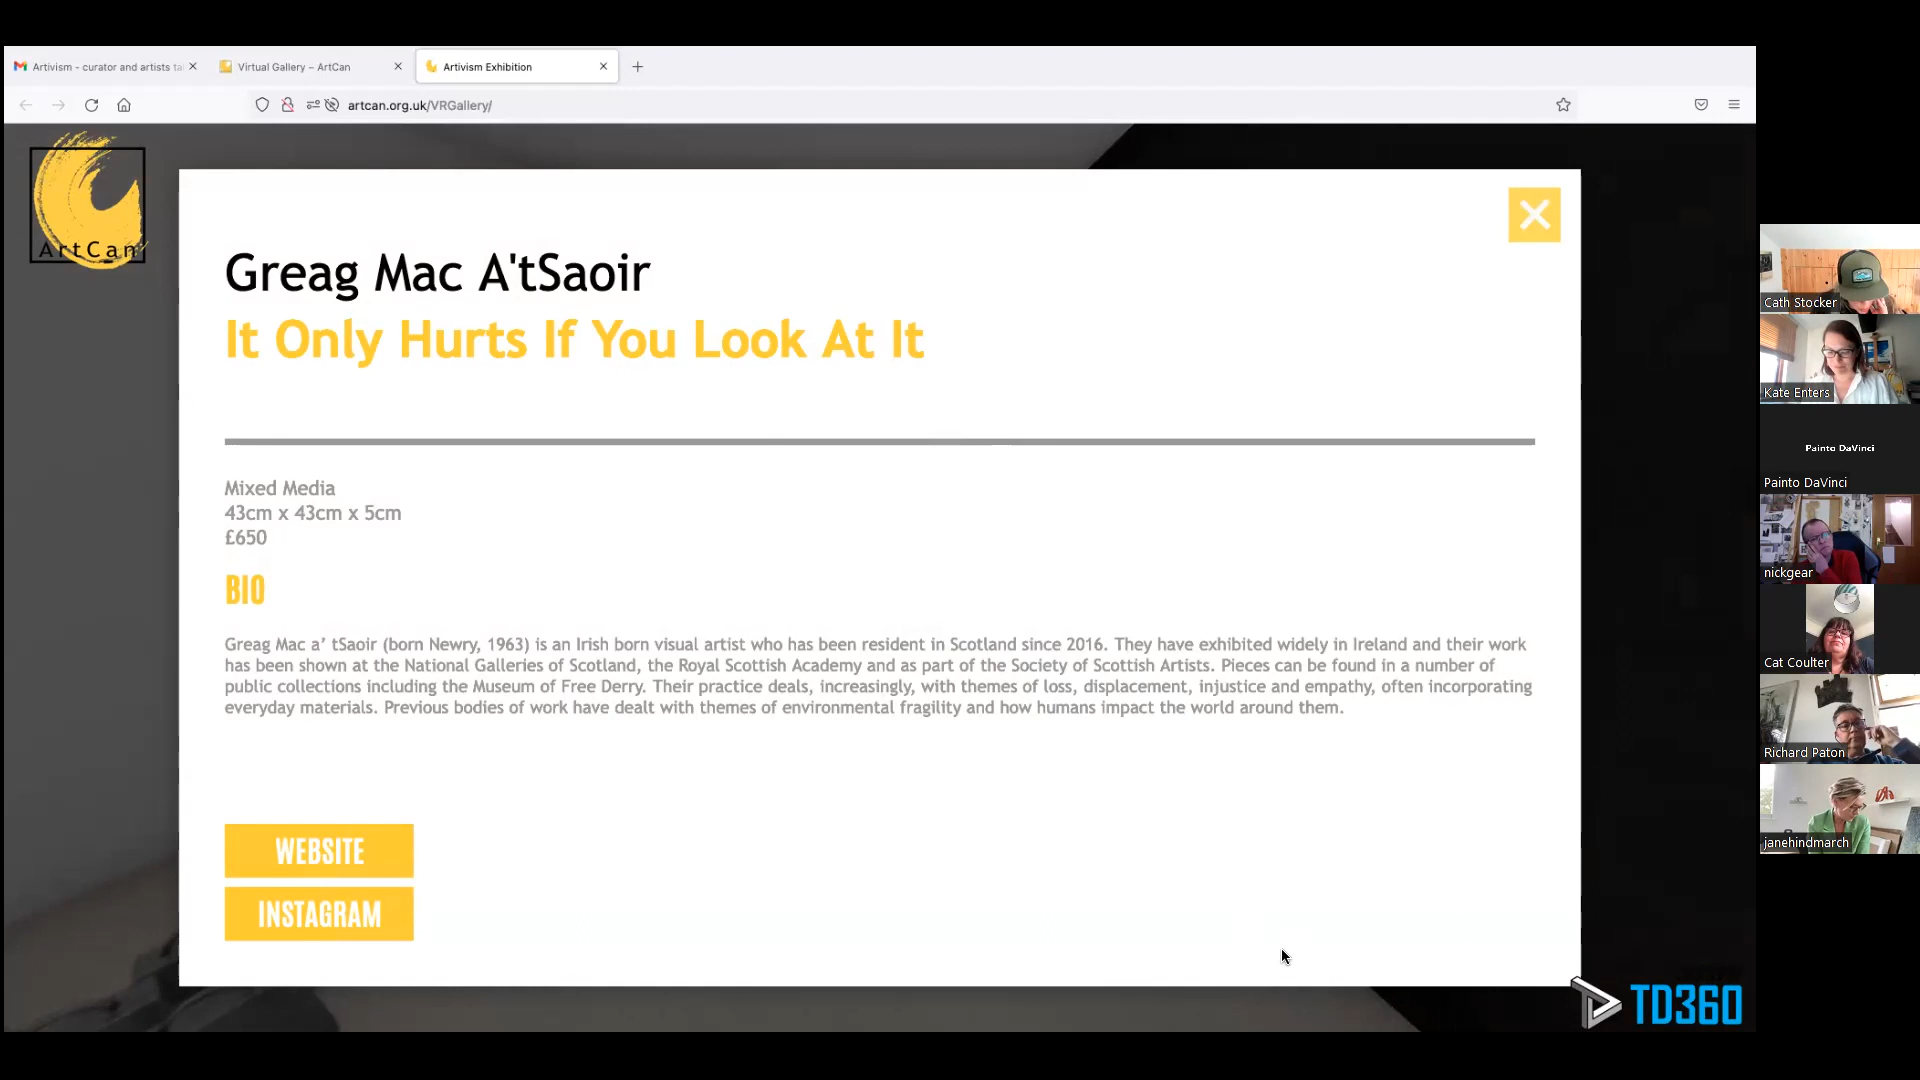 Artivism - curator and artists ta
Virtual Gallery – ArtCan
Artivism Exhibition
artcan.org.uk/VRGallery/
ArtCan
Greag Mac A'tSaoir
It Only Hurts If You Look At It
Mixed Media
43cm x 43cm x 5cm
£650
BIO
Greag Mac a’ tSaoir (born Newry, 1963) is an Irish born visual artist who has been resident in Scotland since 2016. They have exhibited widely in Ireland and their work
has been shown at the National Galleries of Scotland, the Royal Scottish Academy and as part of the Society of Scottish Artists. Pieces can be found in a number of
public collections including the Museum of Free Derry. Their practice deals, increasingly, with themes of loss, displacement, injustice and empathy, often incorporating
everyday materials. Previous bodies of work have dealt with themes of environmental fragility and how humans impact the world around them.
WEBSITE
INSTAGRAM
TD360
Cath Stocker
Kate Enters
Painto DaVinci
Painto DaVinci
nickgear
Cat Coulter
Richard Paton
janehindmarch